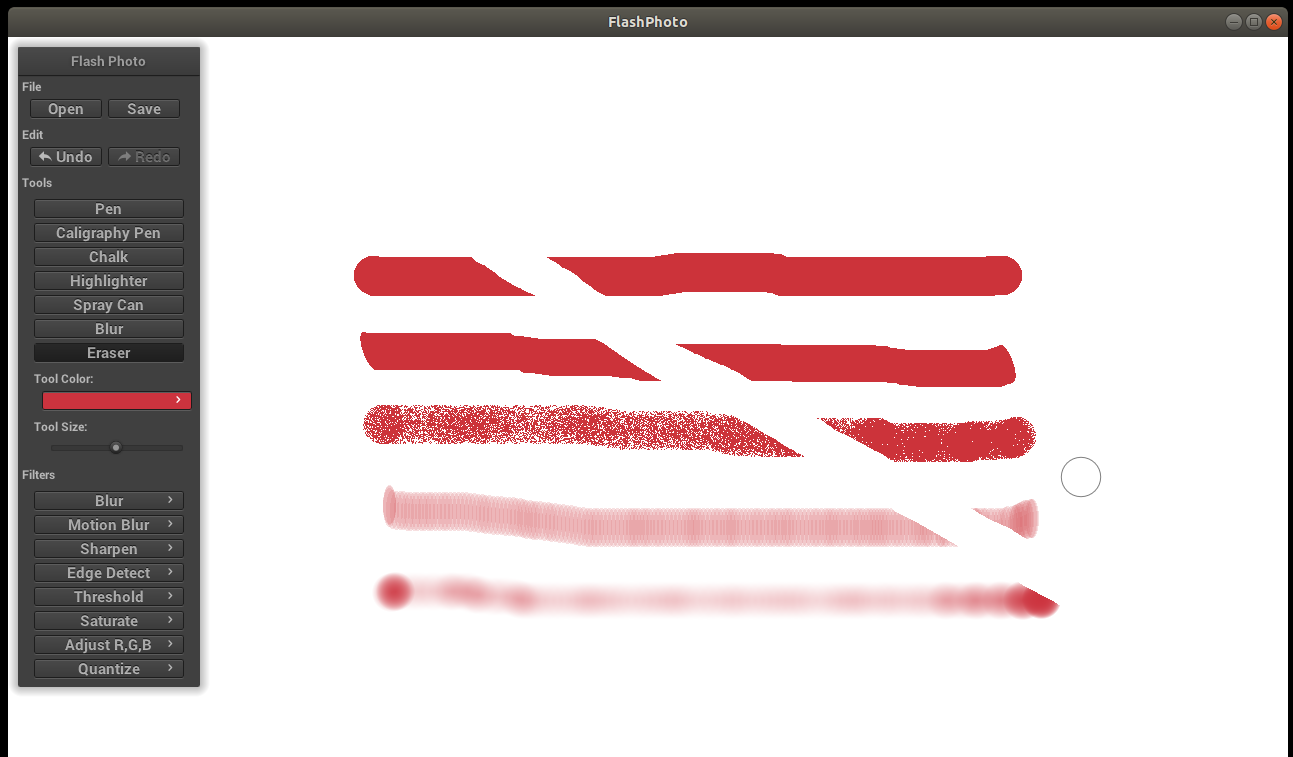 FlashPhoto
Flash Photo
File
Open Save
Edit
Undo Redo
Tools
Pen
Caligraphy Pen
Chalk
Highlighter
Spray Can
Blur
Eraser
Tool Color:
Tool Size:
Filters
Blur
Motion Blur
Sharpen
Edge Detect
Threshold
Saturate
Adjust R,G,B
Quantize